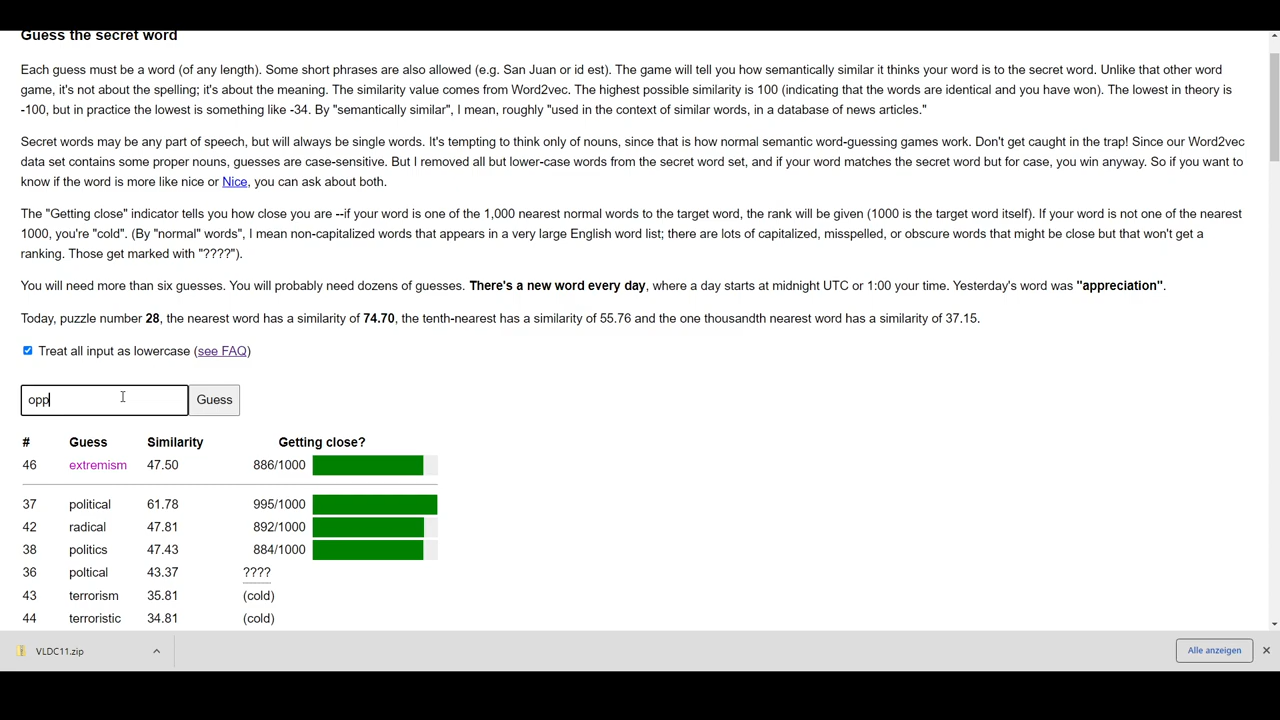 Guess the secret word
Each guess must be a word (of any length). Some short phrases are also allowed (e.g. San Juan or id est). The game will tell you how semantically similar it thinks your word is to the secret word. Unlike that other word
game, it's not about the spelling; it's about the meaning. The similarity value comes from Word2vec. The highest possible similarity is 100 (indicating that the words are identical and you have won). The lowest in theory is
-100, but in practice the lowest is something like -34. By "semantically similar", I mean, roughly "used in the context of similar words, in a database of news articles."
Secret words may be any part of speech, but will always be single words. It's tempting to think only of nouns, since that is how normal semantic word-guessing games work. Don't get caught in the trap! Since our Word2vec
data set contains some proper nouns, guesses are case-sensitive. But I removed all but lower-case words from the secret word set, and if your word matches the secret word but for case, you win anyway. So if you want to
know if the word is more like nice or Nice, you can ask about both.
The "Getting close" indicator tells you how close you are --if your word is one of the 1,000 nearest normal words to the target word, the rank will be given (1000 is the target word itself). If your word is not one of the nearest
1000, you're "cold". (By "normal" words", I mean non-capitalized words that appears in a very large English word list; there are lots of capitalized, misspelled, or obscure words that might be close but that won't get a
ranking. Those get marked with "????").
You will need more than six guesses. You will probably need dozens of guesses. There's a new word every day, where a day starts at midnight UTC or 1:00 your time. Yesterday's word was "appreciation".
Today, puzzle number 28, the nearest word has a similarity of 74.70, the tenth-nearest has a similarity of 55.76 and the one thousandth nearest word has a similarity of 37.15.
Treat all input as lowercase (see FAQ)
opp Guess
# Guess Similarity Getting close?
46 extremism 47.50 886/1000
37 political 61.78 995/1000
42 radical 47.81 892/1000
38 politics 47.43 884/1000
36 poltical 43.37 ????
43 terrorism 35.81 (cold)
44 terroristic 34.81 (cold)
VLDC11.zip Alle anzeigen